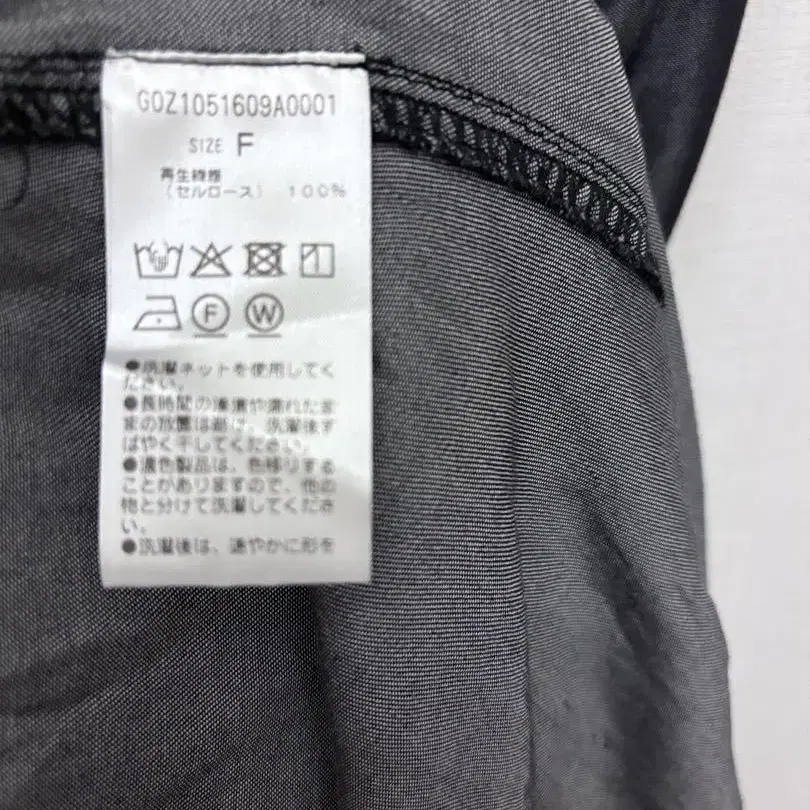 G0Z1051609A0001
SIZE F
再生繊維
(セルロース) 100%
F W
●洗濯ネットを使用してく
ださい。
●長時間の浸漬や濡れたま
まの放置は避け、洗濯後す
ばやく干してください。
●濃色製品は、色移りする
ことがありますので、他の
物と分けて洗濯してくださ
い。
●洗濯後は、速やかに形を